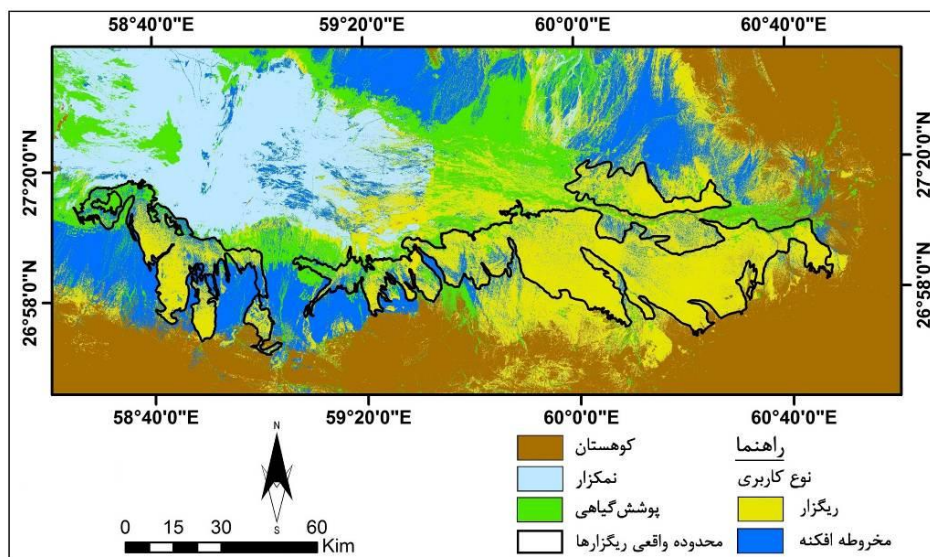 58°40'0"E 59°20'0"E 60°0'0"E 60°40'0"E
27°20'0"N
26°58'0"N
27°20'0"N
26°58'0"N
58°40'0"E 59°20'0"E 60°0'0"E 60°40'0"E
راهنما
نوع کاربری
ریگزار
مخروطه افکنه
کوهستان
نمکزار
پوشش‌گیاهی
محدوده واقعی ریگزارها
N
S
0 15 30 60
Kim